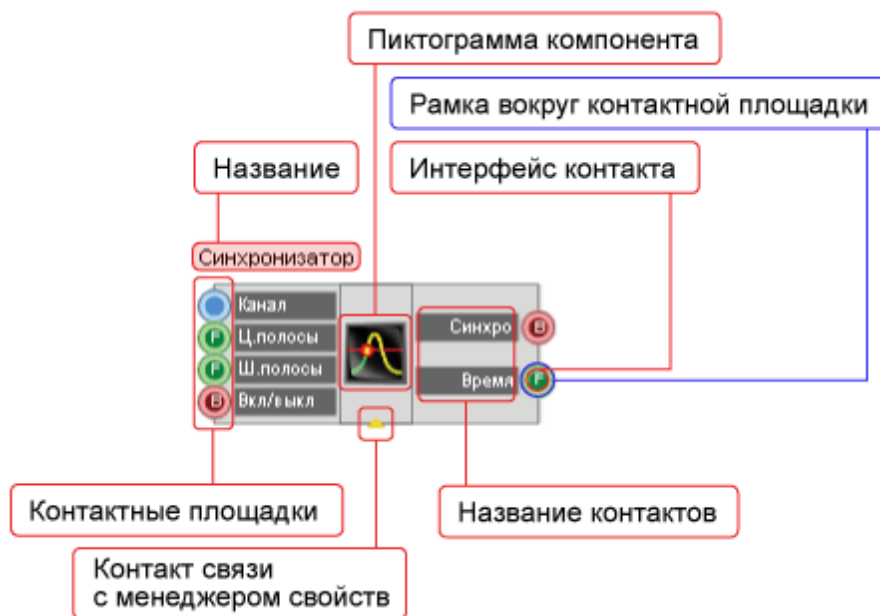 Пиктограмма компонента
Рамка вокруг контактной площадки
Название
Интерфейс контакта
Синхронизатор
Канал
F Ц.полосы
F Ш.полосы
B Вкл/выкл
Синхро B
Время F
Контактные площадки
Название контактов
Контакт связи
с менеджером свойств